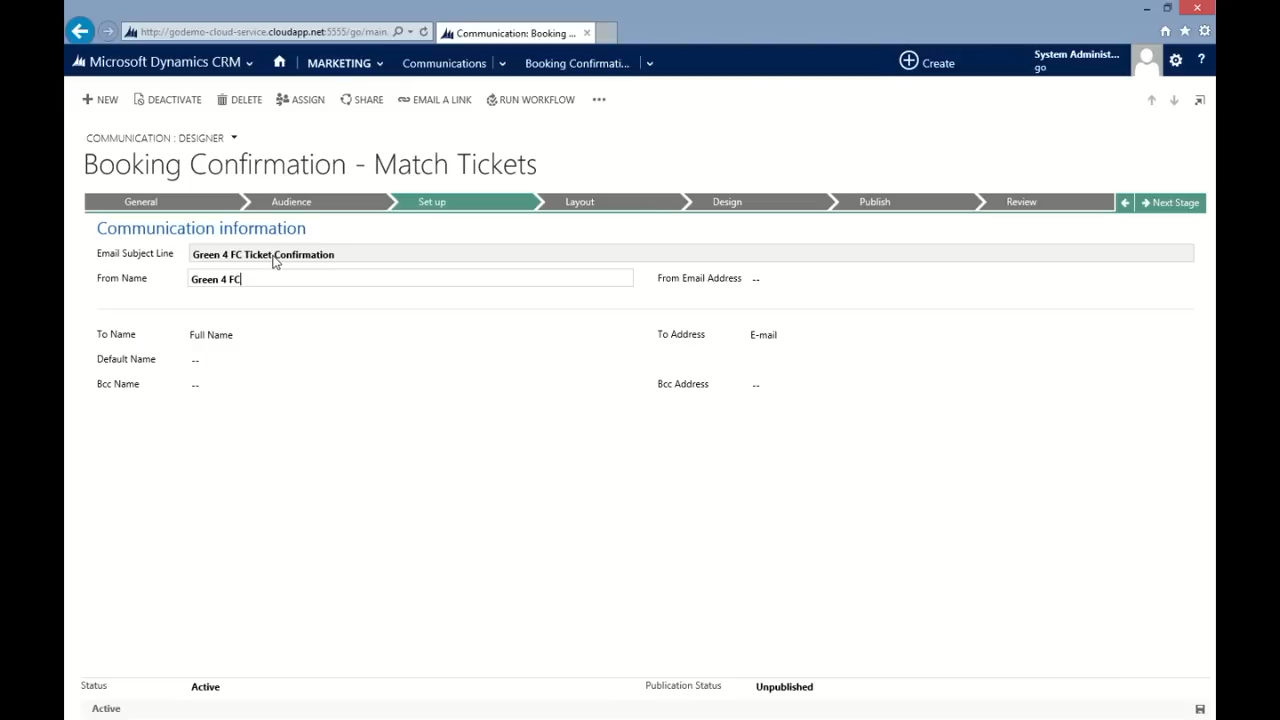 http://godemo-cloud-service.cloudapp.net:5555/go/main.
Communication: Booking ...
Microsoft Dynamics CRM
MARKETING
Communications
Booking Confirmati...
Create
System Administ...
go
?
NEW
DEACTIVATE
DELETE
ASSIGN
SHARE
EMAIL A LINK
RUN WORKFLOW
...
COMMUNICATION : DESIGNER
Booking Confirmation - Match Tickets
General
Audience
Set up
Layout
Design
Publish
Review
Next Stage
Communication information
Email Subject Line
Green 4 FC Ticket Confirmation
From Name
Green 4 FC
From Email Address
--
To Name
Full Name
To Address
E-mail
Default Name
--
Bcc Name
--
Bcc Address
--
Status
Active
Publication Status
Unpublished
Active